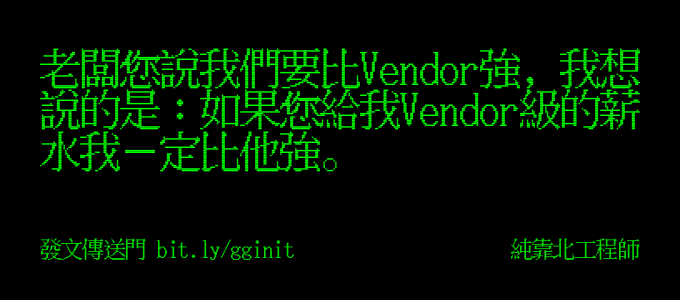 老闆您說我們要比Vendor強，我想
說的是：如果您給我Vendor級的薪
水我一定比他強。
發文傳送門 bit.ly/gginit
純靠北工程師